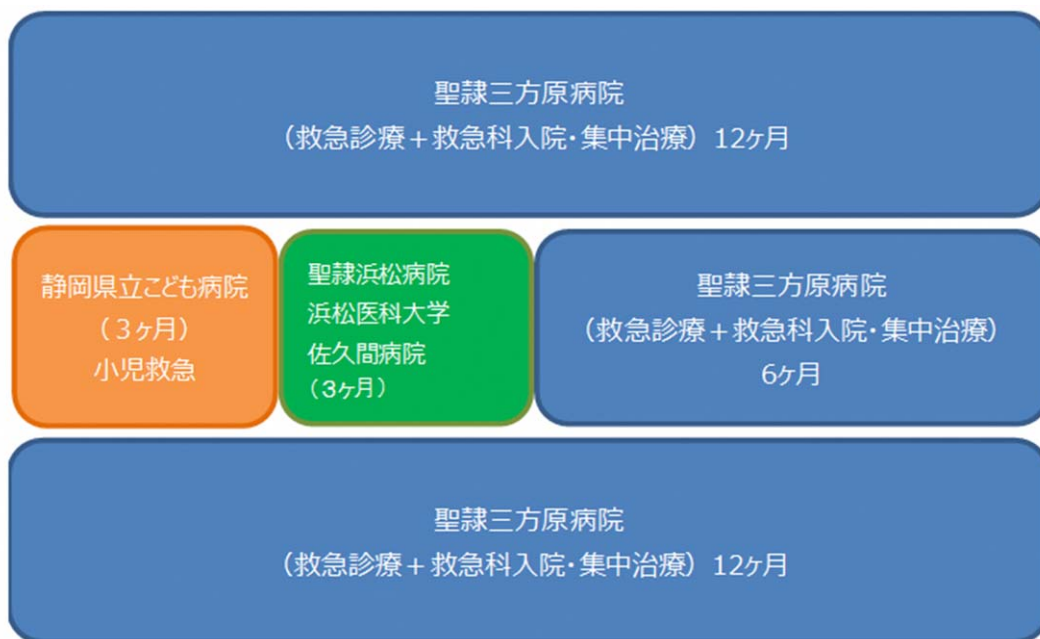 聖隷三方原病院
（救急診療＋救急科入院・集中治療）12ヶ月
静岡県立こども病院
（３ヶ月）
小児救急
聖隷浜松病院
浜松医科大学
佐久間病院
（3ヶ月）
聖隷三方原病院
（救急診療＋救急科入院・集中治療）
6ヶ月
聖隷三方原病院
（救急診療＋救急科入院・集中治療）12ヶ月